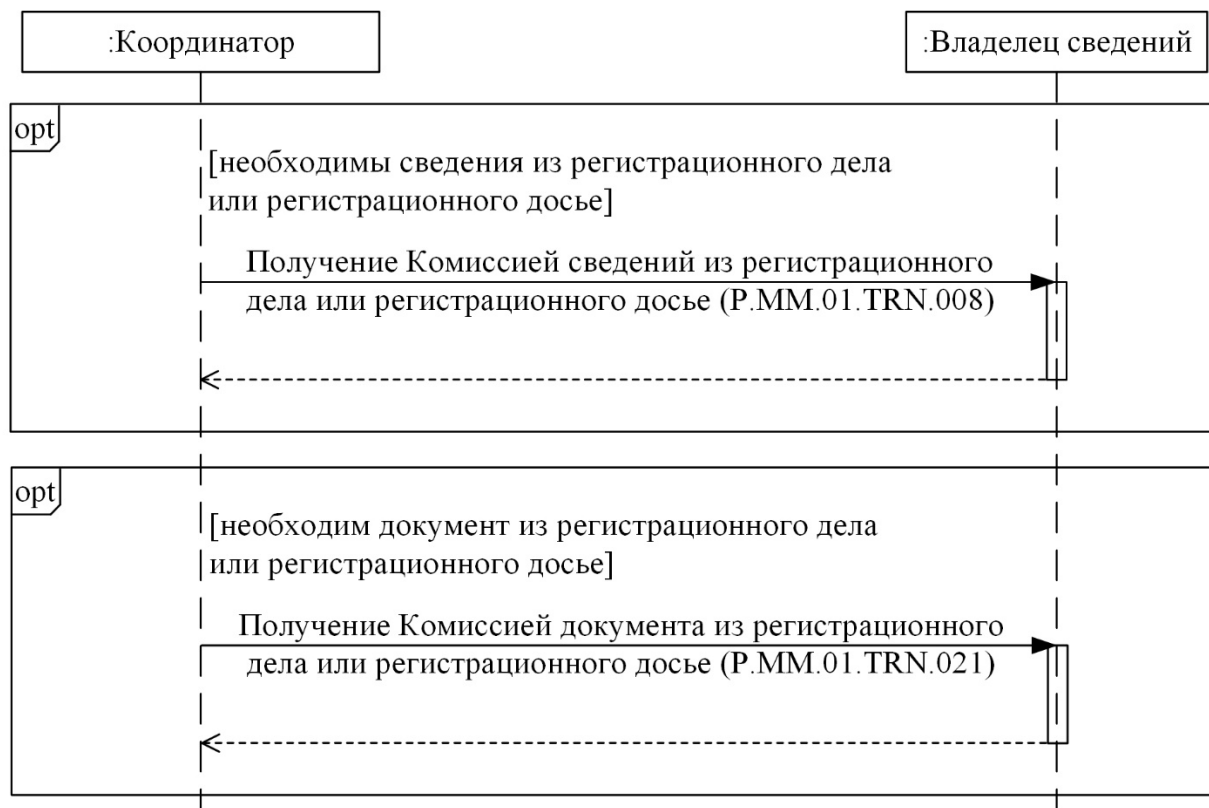 :Координатор
:Владелец сведений
opt
[необходимы сведения из регистрационного дела
или регистрационного досье]
Получение Комиссией сведений из регистрационного
дела или регистрационного досье (P.MM.01.TRN.008)
opt
[необходим документ из регистрационного дела
или регистрационного досье]
Получение Комиссией документа из регистрационного
дела или регистрационного досье (P.MM.01.TRN.021)